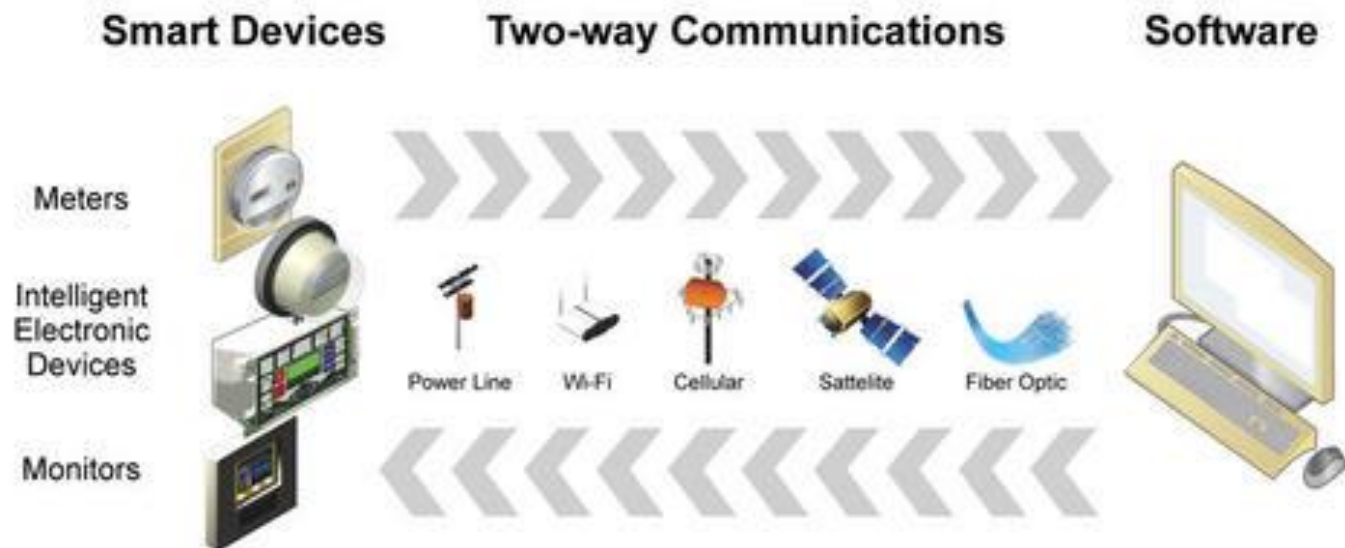 Smart Devices
Two-way Communications
Software
Meters
Intelligent
Electronic
Devices
Monitors
Power Line
Wi-Fi
Cellular
Sattelite
Fiber Optic